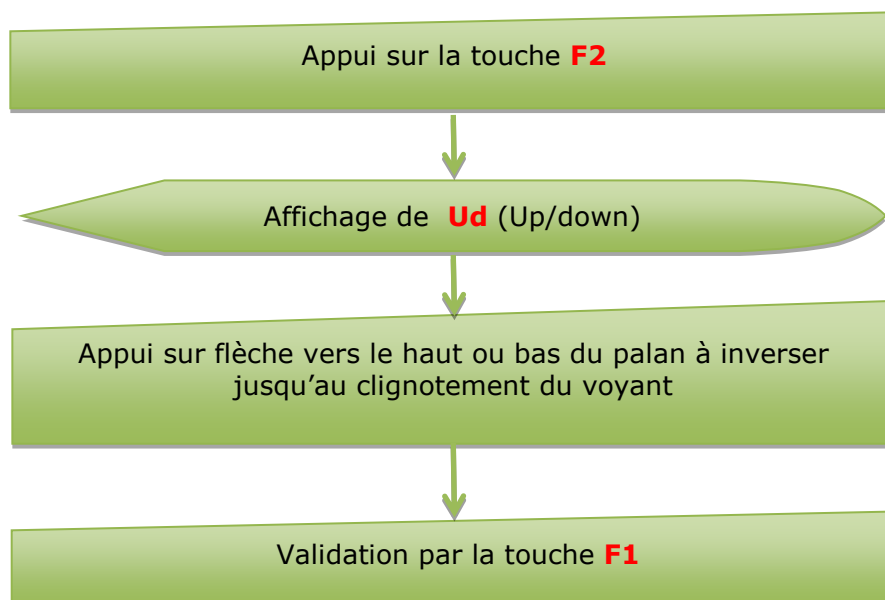 Appui sur la touche F2
Affichage de Ud (Up/down)
Appui sur flèche vers le haut ou bas du palan à inverser
jusqu’au clignotement du voyant
Validation par la touche F1